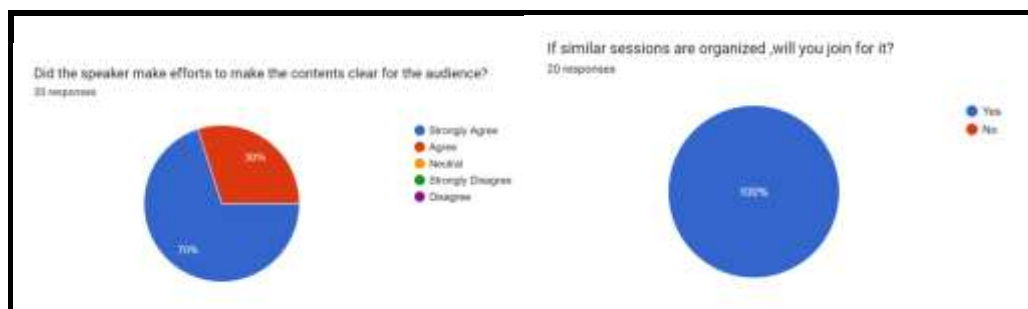 Did the speaker make efforts to make the contents clear for the audience?
responses
Strongly Agree
Agree
Neutral
Strongly Disagree
Disagree
30%
70%
If similar sessions are organized ,will you join for it?
20 responses
Yes
No
100%